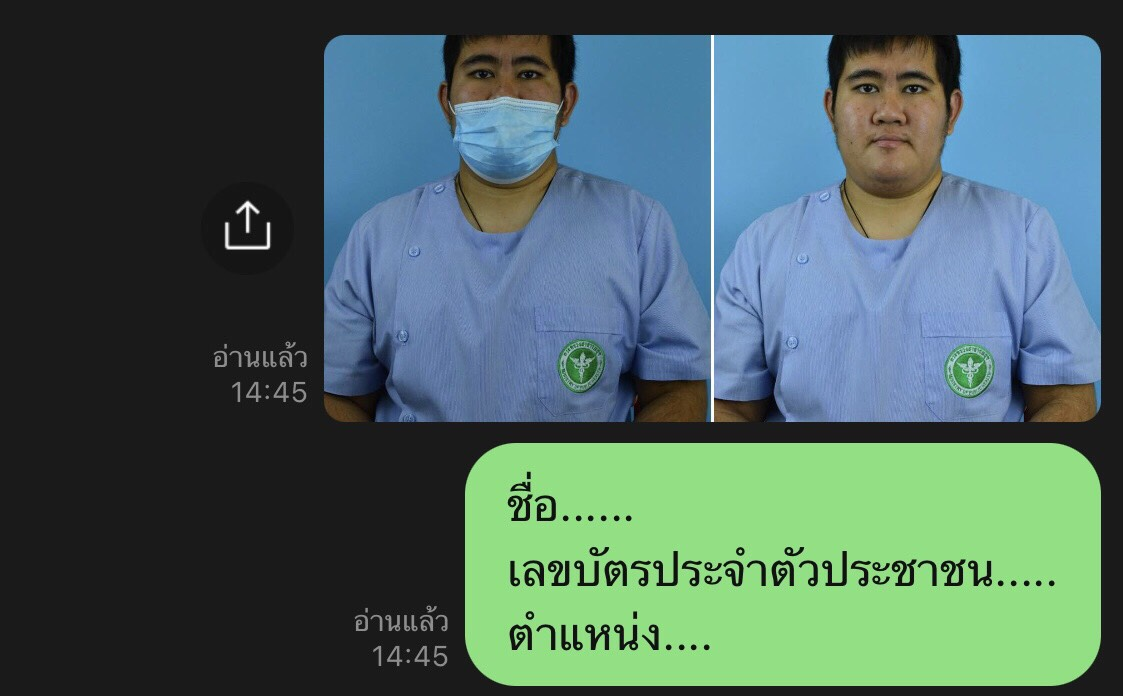 อ่านแล้ว
14:45
ชื่อ......
เลขบัตรประจำตัวประชาชน.....
ตำแหน่ง....
อ่านแล้ว
14:45